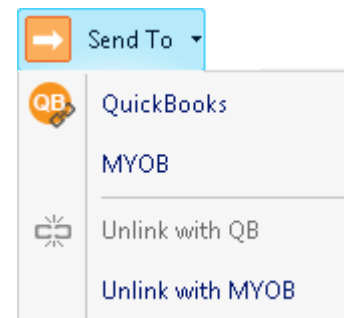 Send To
QB
QuickBooks
MYOB
Unlink with QB
Unlink with MYOB